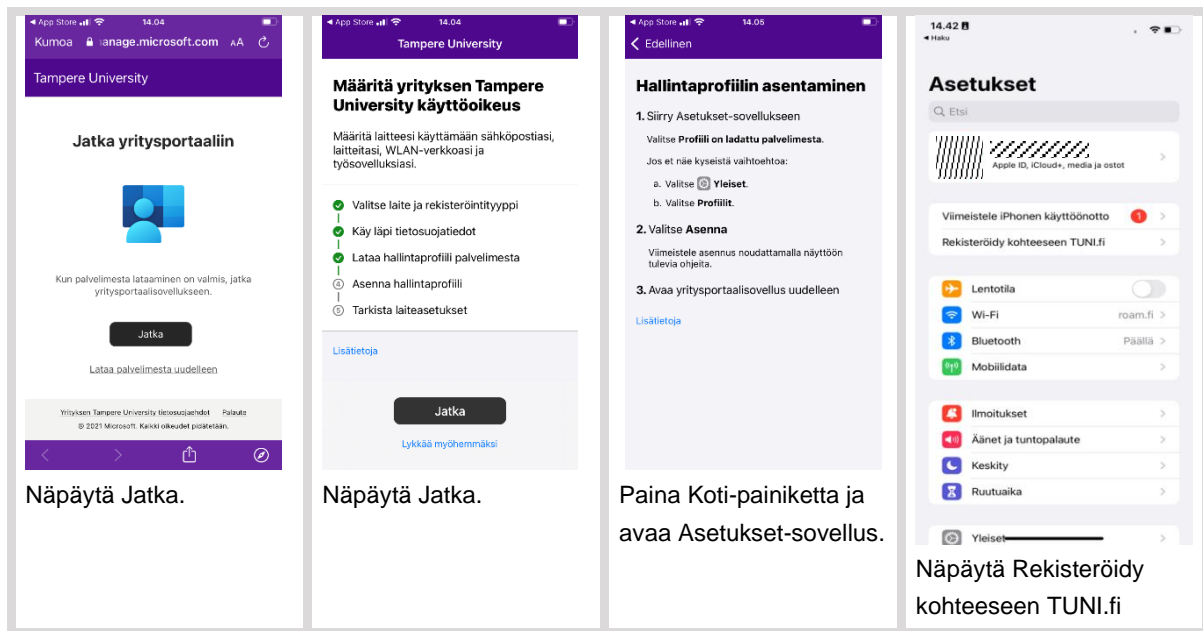 App Store 14.04
Kumoa anage.microsoft.com AA
Tampere University
Jatka yritysportaaliin
Kun palvelimesta lataaminen on valmis, jatka
yritysportaalisovellukseen.
Jatka
Lataa palvelimesta uudelleen
Yrityksen Tampere University tietosuojaehdot Palaute
© 2021 Microsoft. Kaikki oikeudet pidätetään.
Näpäytä Jatka.
App Store 14.04
Tampere University
Määritä yrityksen Tampere
University käyttöoikeus
Määritä laitteesi käyttämään sähköpostiasi,
laitteitasi, WLAN-verkkoasi ja
työsovelluksiasi.
Valitse laite ja rekisteröintityyppi
Käy läpi tietosuojatiedot
Lataa hallintaprofiili palvelimesta
4 Asenna hallintaprofiili
5 Tarkista laiteasetukset
Lisätietoja
Jatka
Lykkää myöhemmäksi
Näpäytä Jatka.
App Store 14.05
Edellinen
Hallintaprofiilin asentaminen
1. Siirry Asetukset-sovellukseen
Valitse Profiili on ladattu palvelimesta.
Jos et näe kyseistä vaihtoehtoa:
a. Valitse Yleiset.
b. Valitse Profiilit.
2. Valitse Asenna
Viimeistele asennus noudattamalla näyttöön
tulevia ohjeita.
3. Avaa yritysportaalisovellus uudelleen
Lisätietoja
Paina Koti-painiketta ja
avaa Asetukset-sovellus.
14.42
Haku
Asetukset
Etsi
Apple ID, iCloud+, media ja ostot
Viimeistele iPhonen käyttöönotto 1
Rekisteröidy kohteeseen TUNI.fi
Lentotila
Wi-Fi roam.fi
Bluetooth Päällä
Mobiilidata
Ilmoitukset
Äänet ja tuntopalaute
Keskity
Ruutuaika
Yleiset
Näpäytä Rekisteröidy
kohteeseen TUNI.fi